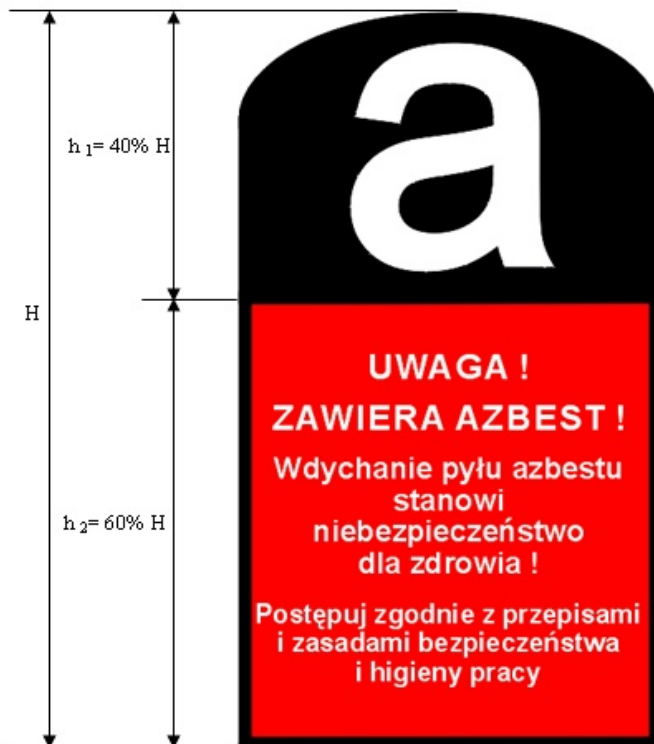 h 1= 40% H
H
h 2= 60% H
a
UWAGA !
ZAWIERA AZBEST !
Wdychanie pyłu azbestu
stanowi
niebezpieczeństwo
dla zdrowia !
Postępuj zgodnie z przepisami
i zasadami bezpieczeństwa
i higieny pracy